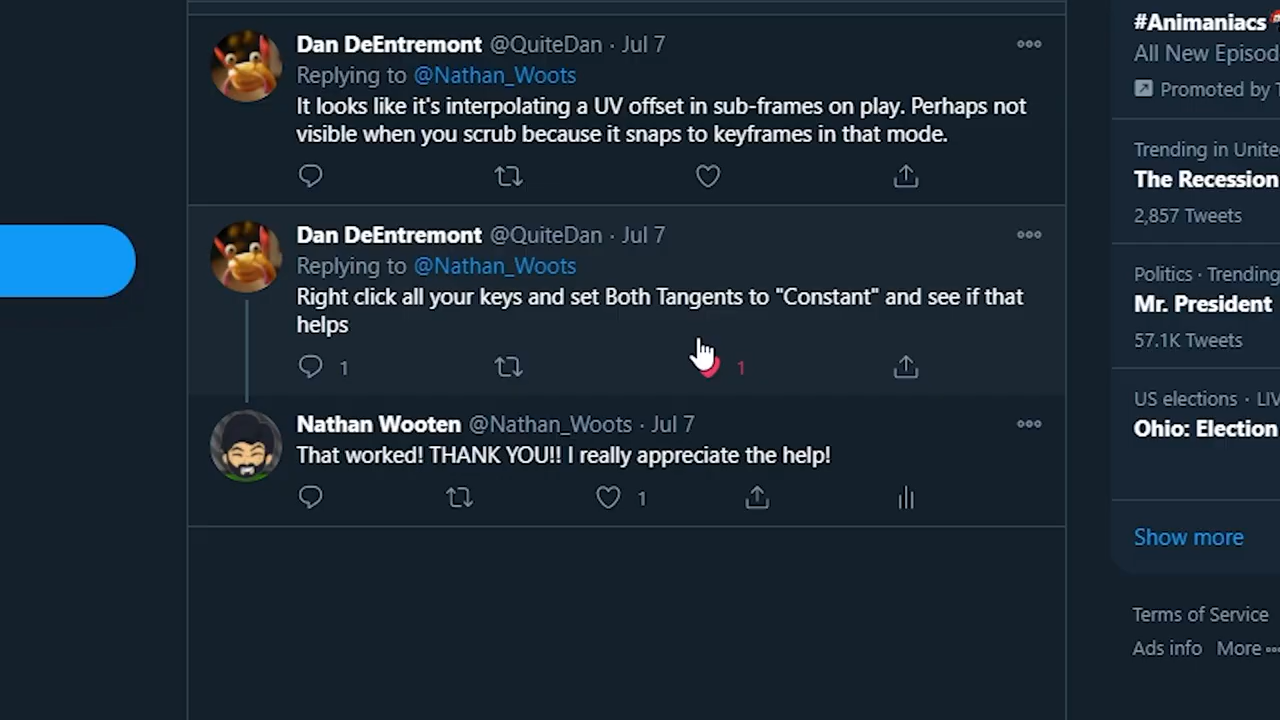 Dan DeEntremont @QuiteDan · Jul 7
Replying to @Nathan_Woots
It looks like it's interpolating a UV offset in sub-frames on play. Perhaps not
visible when you scrub because it snaps to keyframes in that mode.
Dan DeEntremont @QuiteDan · Jul 7
Replying to @Nathan_Woots
Right click all your keys and set Both Tangents to "Constant" and see if that
helps
1
1
Nathan Wooten @Nathan_Woots · Jul 7
That worked! THANK YOU!! I really appreciate the help!
1
#Animaniacs
All New Episod
Promoted by
Trending in Unite
The Recession
2,857 Tweets
Politics · Trending
Mr. President
57.1K Tweets
US elections · LIV
Ohio: Election
Show more
Terms of Service
Ads info More